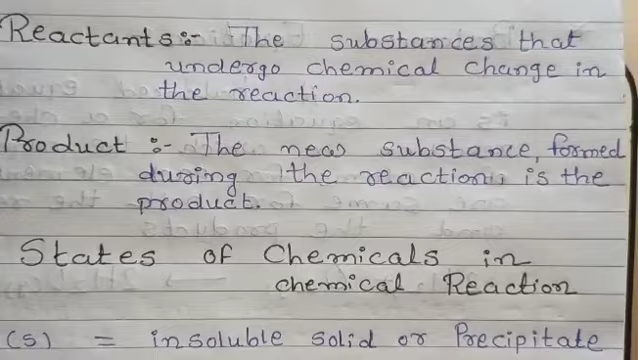 Reactants :- The substances that
undergo chemical change in
the reaction.
Product :- The new substance, formed
during the reaction, is the
product.
States of Chemicals in
chemical Reaction
(s) = insoluble solid or Precipitate